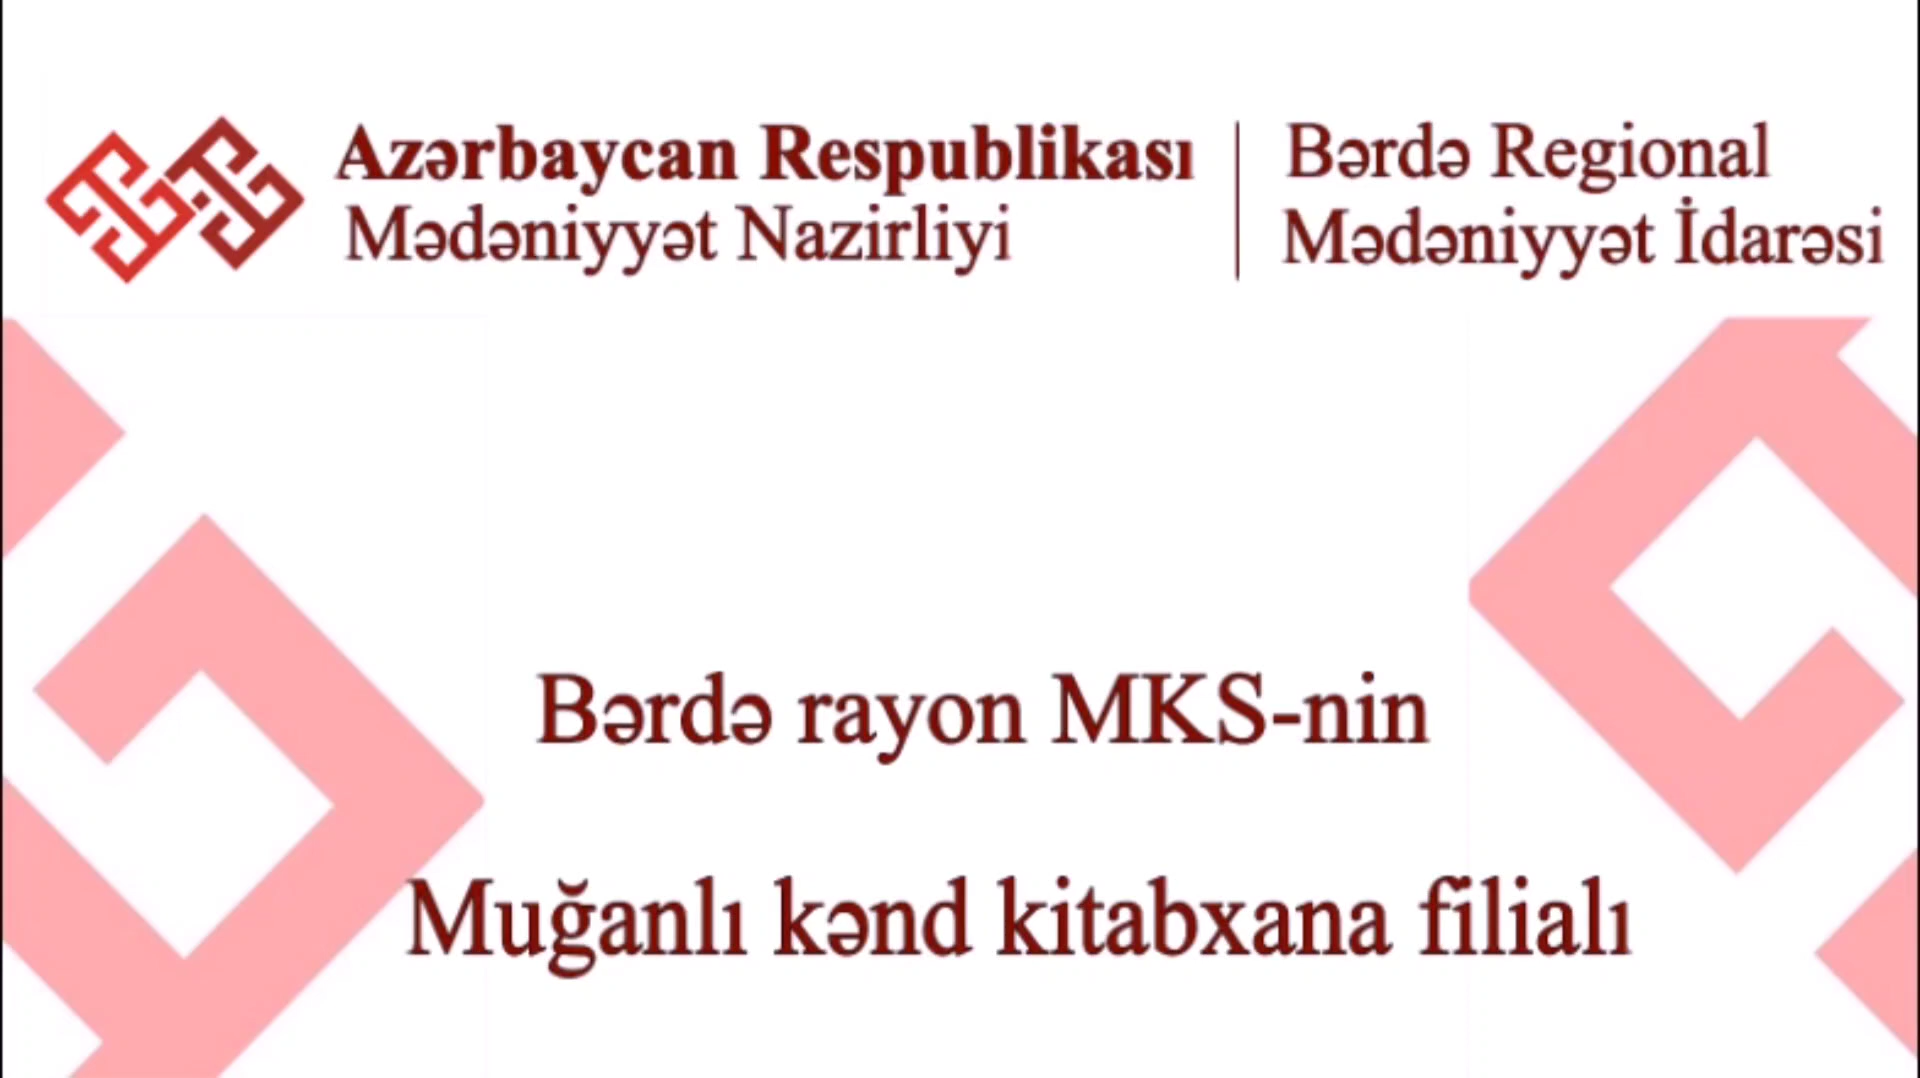 Azərbaycan Respublikası
Mədəniyyət Nazirliyi
Bərdə Regional
Mədəniyyət İdarəsi
Bərdə rayon MKS-nin
Muğanlı kənd kitabxana filialı